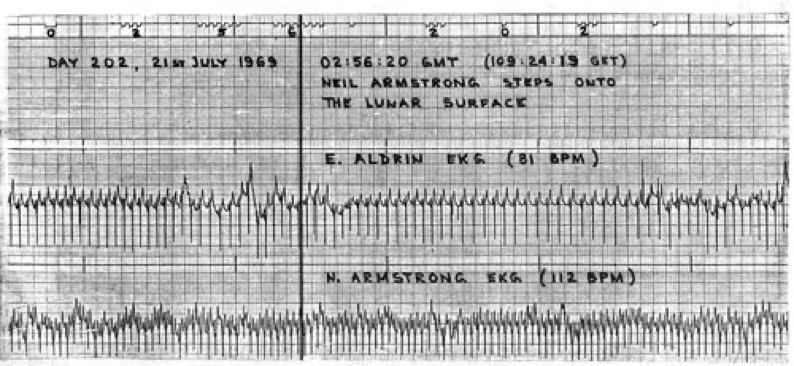 0 2 5 6 2 0 2
DAY 202, 21ST JULY 1969
02:56:20 GMT (109:24:19 GET)
NEIL ARMSTRONG STEPS ONTO
THE LUNAR SURFACE
E. ALDRIN EKG (81 BPM)
N. ARMSTRONG EKG (112 BPM)